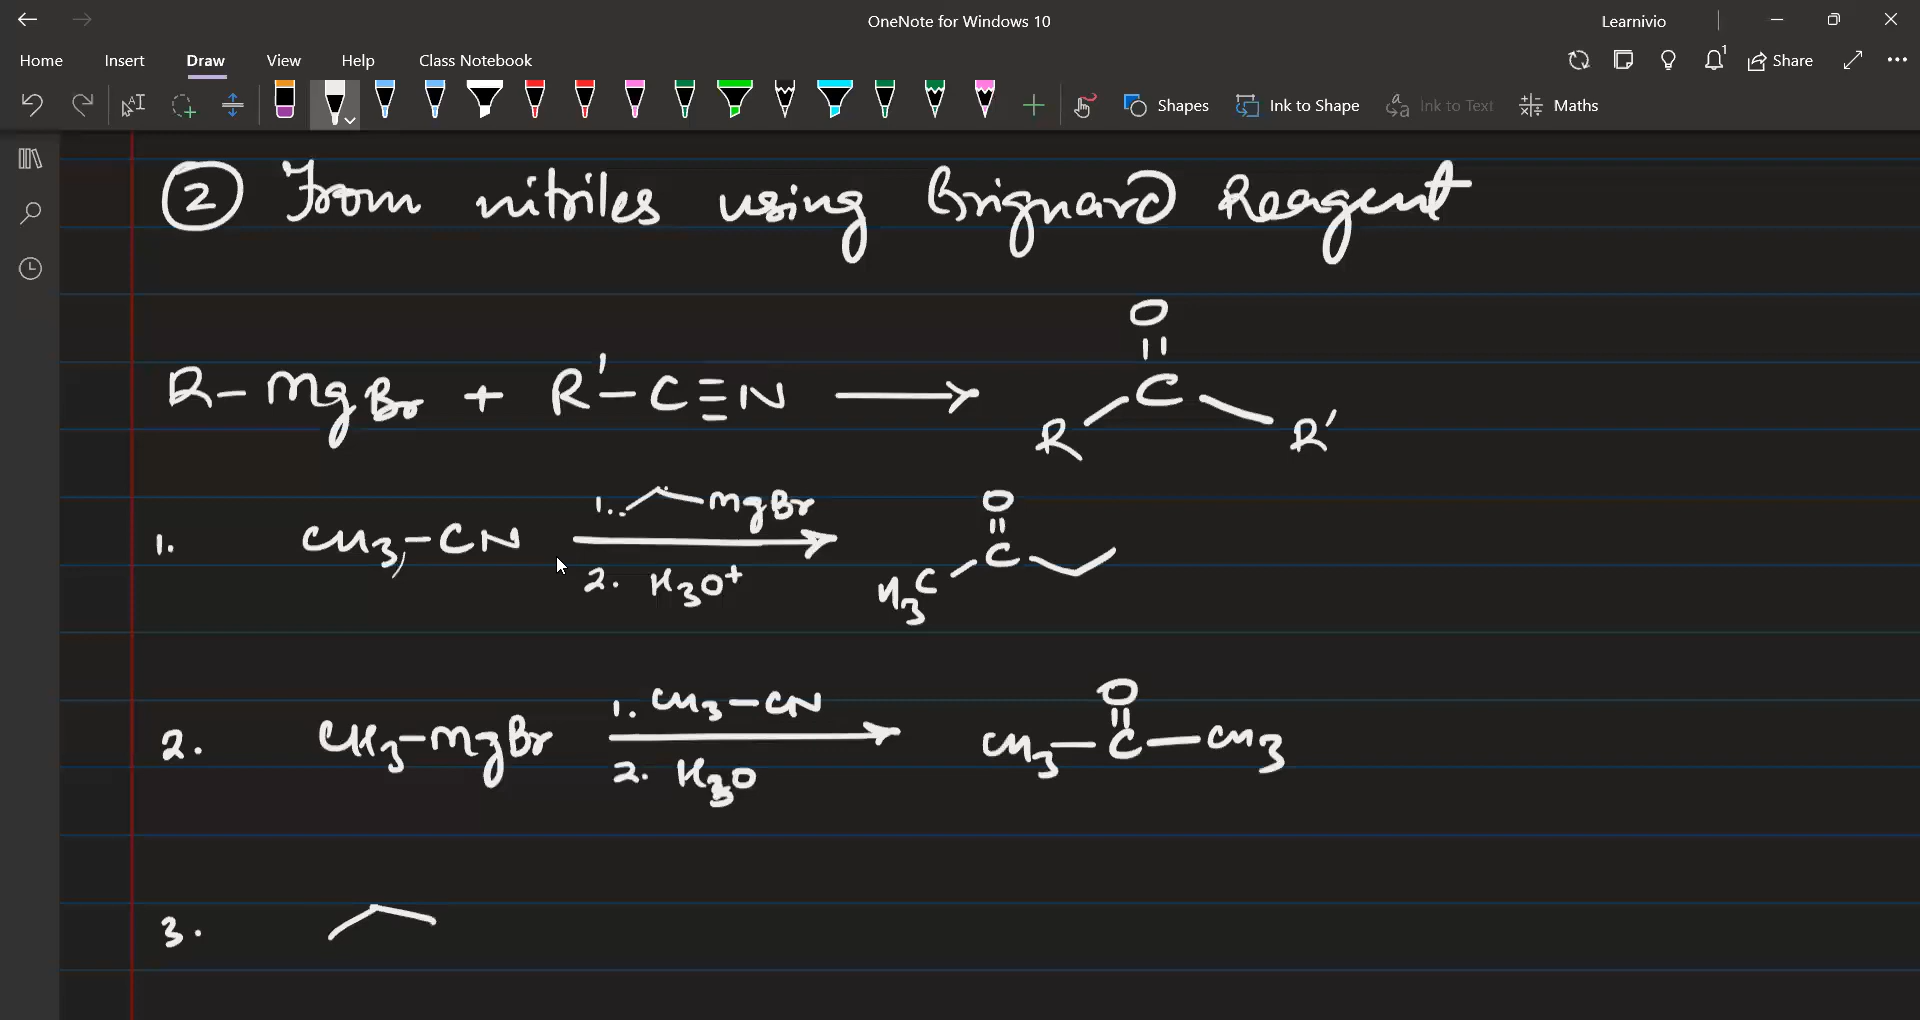 OneNote for Windows 10
Learnivio
Home Insert Draw View Help Class Notebook
1 Share
Shapes Ink to Shape Ink to Text Maths
② From nitriles using Grignard Reagent
O
R-MgBr + R'-C≡N → C
R R'
1. MgBr O
1. CH3-CN → C
2. H3O+ H3C
1. CH3-CN O
2. CH3-MgBr → CH3-C-CH3
2. H3O
3.